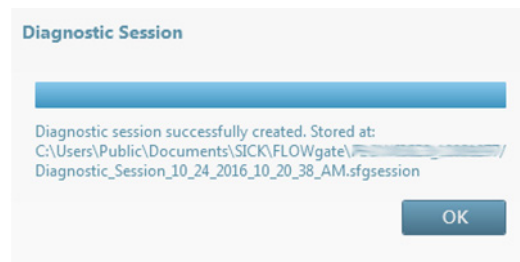 Diagnostic Session
Diagnostic session successfully created. Stored at:
C:\Users\Public\Documents\SICK\FLOWgate\/
Diagnostic_Session_10_24_2016_10_20_38_AM.sfgsession
OK